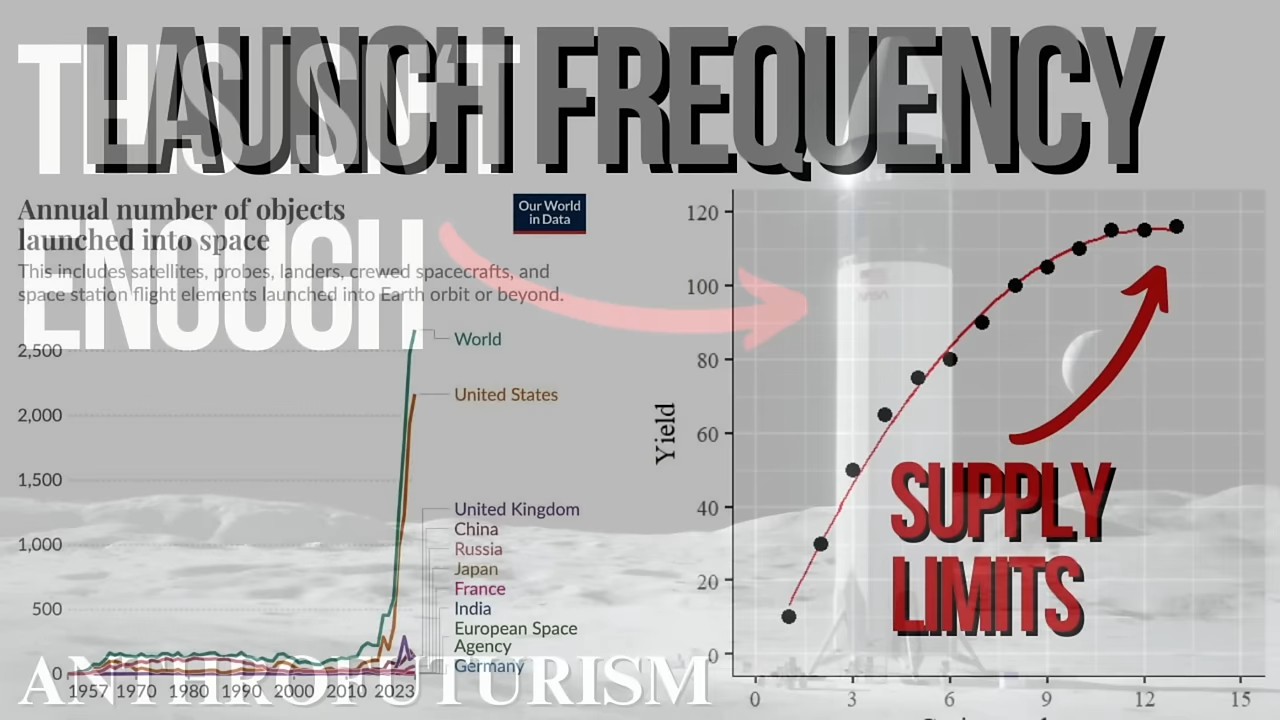 LAUNCH FREQUENCY
THIS ISN'T
ENOUGH
Annual number of objects
launched into space
Our World
in Data
This includes satellites, probes, landers, crewed spacecrafts, and
space station flight elements launched into Earth orbit or beyond.
2,500
2,000
1,500
1,000
500
0
World
United States
United Kingdom
China
Russia
Japan
France
India
European Space
Agency
Germany
1957 1970 1980 1990 2000 2010 2023
ANTHROFUTURISM
Yield
120
100
80
60
40
20
0
0 3 6 9 12 15
NASA
SUPPLY
LIMITS